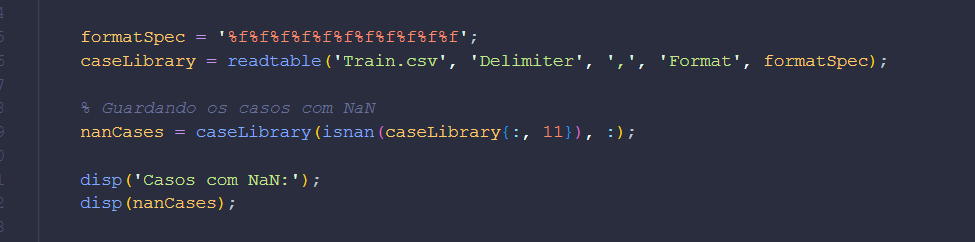 formatSpec = '%f%f%f%f%f%f%f%f%f%f%f';
caseLibrary = readtable('Train.csv', 'Delimiter', ',', 'Format', formatSpec);
% Guardando os casos com NaN
nanCases = caseLibrary(isnan(caseLibrary{:, 11}), :);
disp('Casos com NaN:');
disp(nanCases);